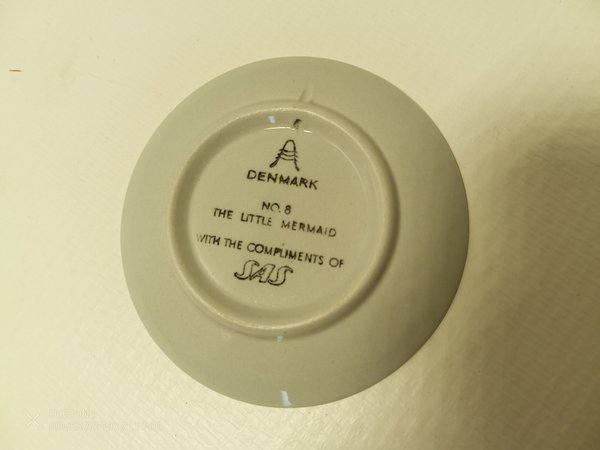 DENMARK
NO. 8
THE LITTLE MERMAID
WITH THE COMPLIMENTS OF
SAS